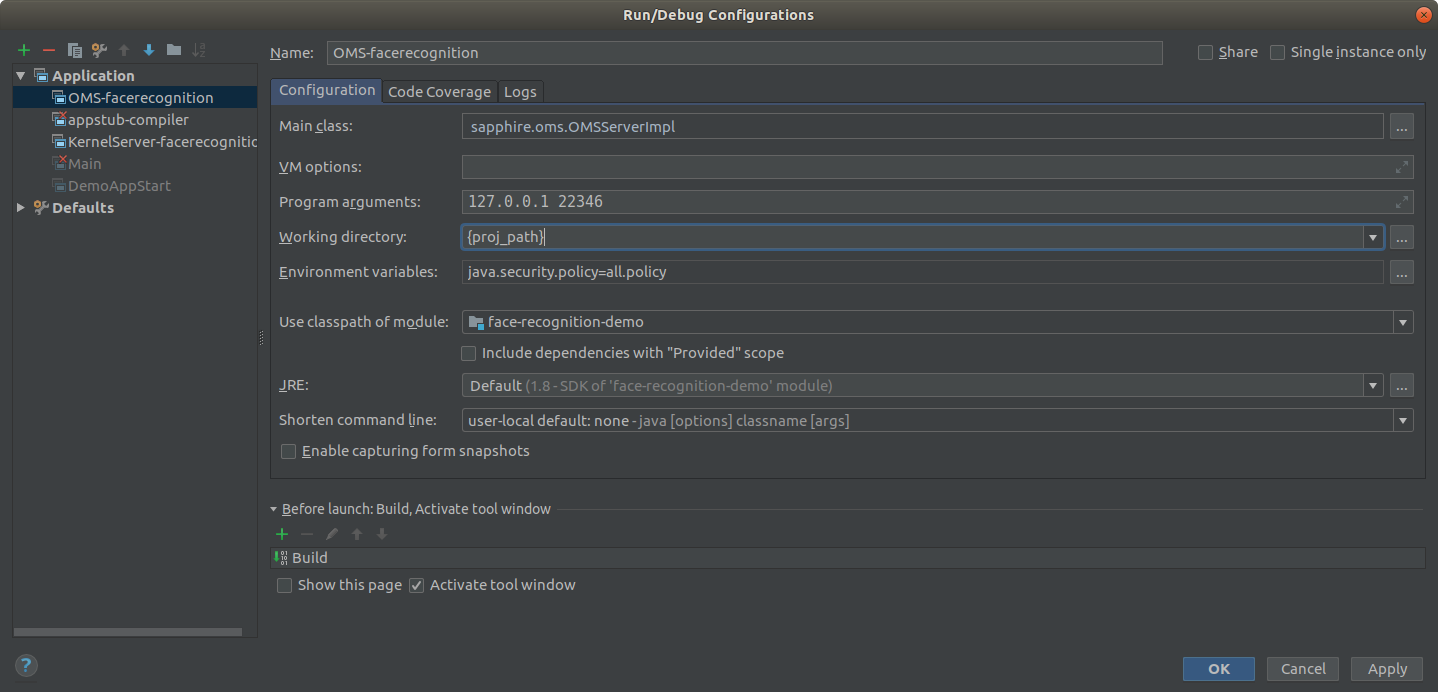 Run/Debug Configurations
Name: OMS-facerecognition Share Single instance only
Application
OMS-facerecognition
appstub-compiler
KernelServer-facerecognitio
Main
DemoAppStart
Defaults
Configuration Code Coverage Logs
Main class: sapphire.oms.OMSServerImpl ...
VM options:
Program arguments: 127.0.0.1 22346
Working directory: {proj_path} ...
Environment variables: java.security.policy=all.policy ...
Use classpath of module: face-recognition-demo
Include dependencies with "Provided" scope
JRE: Default (1.8 - SDK of 'face-recognition-demo' module) ...
Shorten command line: user-local default: none - java [options] classname [args]
Enable capturing form snapshots
Before launch: Build, Activate tool window
Build
Show this page Activate tool window
? OK Cancel Apply